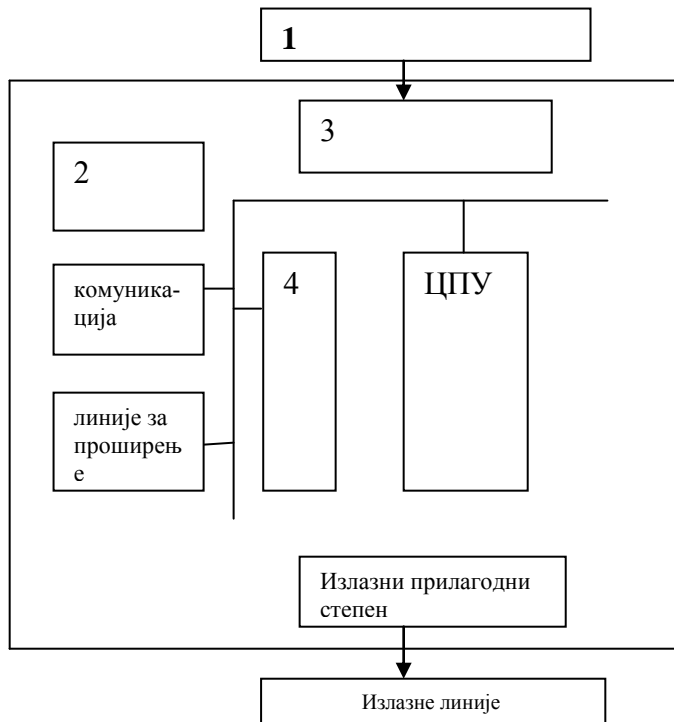 1
3
2
комуника-
ција
4
ЦПУ
линије за
проширењ
е
Излазни прилагодни
степен
Излазне линије